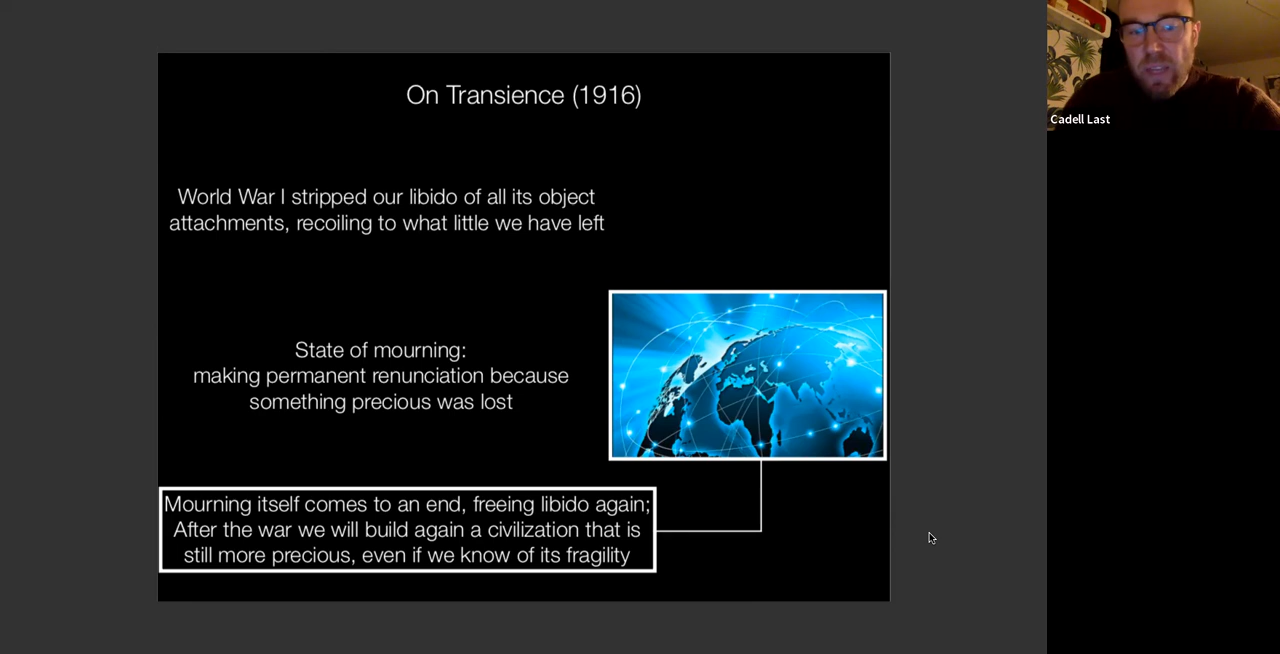 On Transience (1916)
World War I stripped our libido of all its object
attachments, recoiling to what little we have left
State of mourning:
making permanent renunciation because
something precious was lost
Mourning itself comes to an end, freeing libido again;
After the war we will build again a civilization that is
still more precious, even if we know of its fragility
Cadell Last